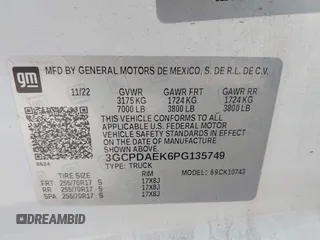 gm
MFD BY GENERAL MOTORS DE MEXICO, S. DE R.L. DE C.V.
11/22 GVWR GAWR FRT GAWR RR
3175 KG 1724 KG 1724 KG
7000 LB 3800 LB 3800 LB
THIS VEHICLE CONFORMS TO ALL APPLICABLE U.S. FEDERAL MOTOR
VEHICLE SAFETY STANDARDS IN EFFECT ON THE DATE OF
MANUFACTURE SHOWN ABOVE.
3GCPDAEK6PG135749
TYPE: TRUCK
TIRE SIZE RIM
FRT 255/70R17 S 17X8J
RR 255/70R17 S 17X8J
SPA 255/70R17 S 17X8J
MODEL: 89CK10743
DREAMBID